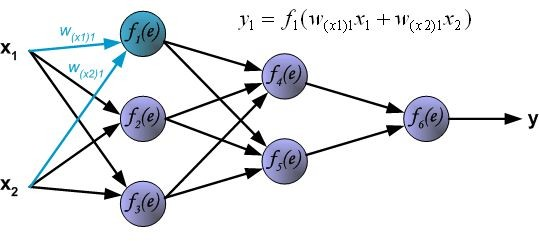 y₁ = f₁(w₍ₓ₁₎₁x₁ + w₍ₓ₂₎₁x₂)
w(x1)1
f₁(e)
x₁
w(x2)1
f₄(e)
f₂(e)
f₆(e)
y
f₅(e)
x₂
f₃(e)